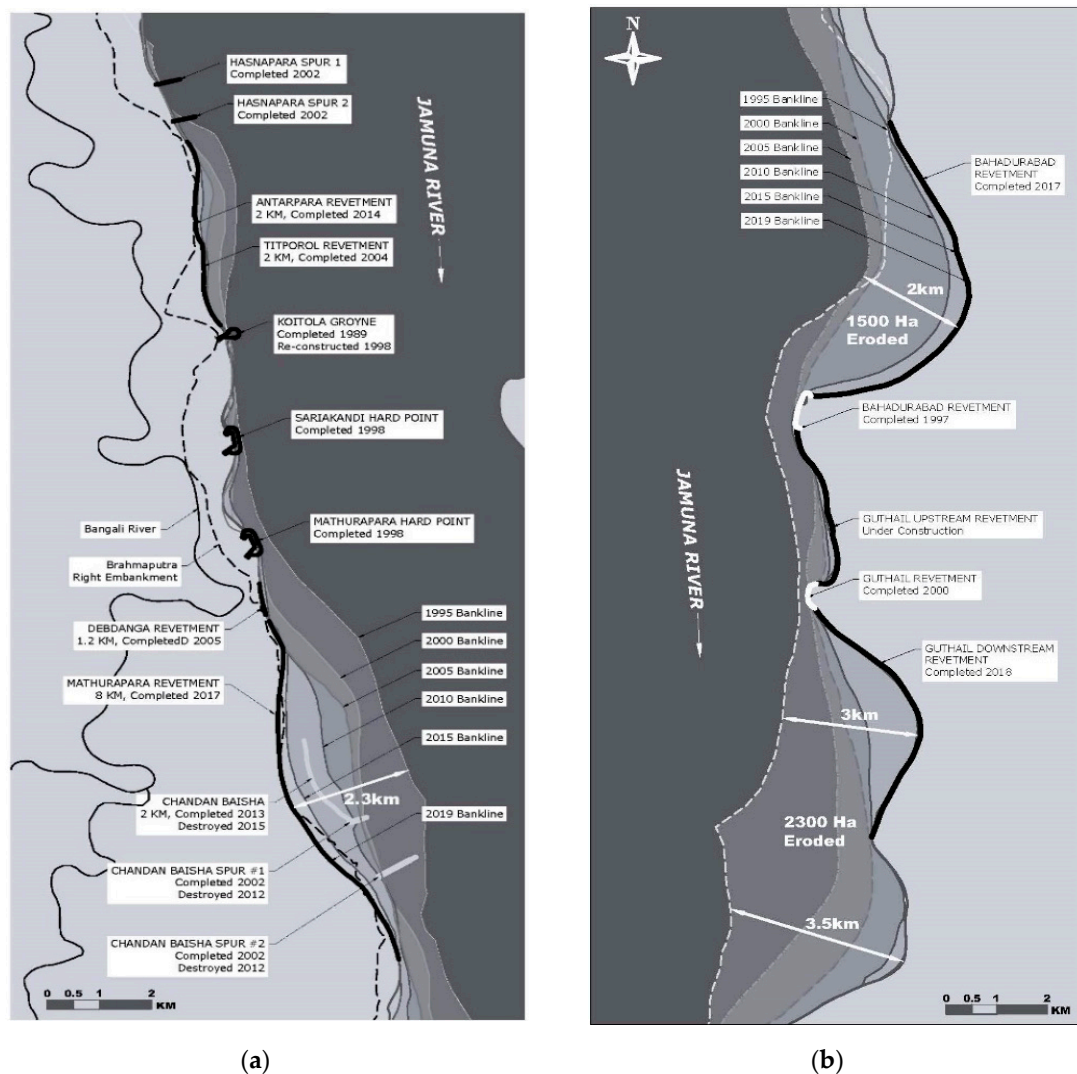 HASNAPARA SPUR 1
Completed 2002
HASNAPARA SPUR 2
Completed 2002
JAMUNA RIVER
ANTARPARA REVETMENT
2 KM, Completed 2014
TITPOROL REVETMENT
2 KM, Completed 2004
KOITOLA GROYNE
Completed 1989
Re-constructed 1998
SARIAKANDI HARD POINT
Completed 1998
MATHURAPARA HARD POINT
Completed 1998
Bangali River
Brahmaputra
Right Embankment
DEBDANGA REVETMENT
1.2 KM, CompletedD 2005
MATHURAPARA REVETMENT
8 KM, Completed 2017
1995 Bankline
2000 Bankline
2005 Bankline
2010 Bankline
2015 Bankline
2.3km
2019 Bankline
CHANDAN BAISHA
2 KM, Completed 2013
Destroyed 2015
CHANDAN BAISHA SPUR #1
Completed 2002
Destroyed 2012
CHANDAN BAISHA SPUR #2
Completed 2002
Destroyed 2012
0 0.5 1 2
KM
(a)
N
1995 Bankline
2000 Bankline
2005 Bankline
2010 Bankline
2015 Bankline
2019 Bankline
BAHADURABAD
REVETMENT
Completed 2017
2km
1500 Ha
Eroded
BAHADURABAD REVETMENT
Completed 1997
JAMUNA RIVER
GUTHAIL UPSTREAM REVETMENT
Under Construction
GUTHAIL REVETMENT
Completed 2000
GUTHAIL DOWNSTREAM
REVETMENT
Completed 2018
3km
2300 Ha
Eroded
3.5km
0 0.5 1 2
KM
(b)